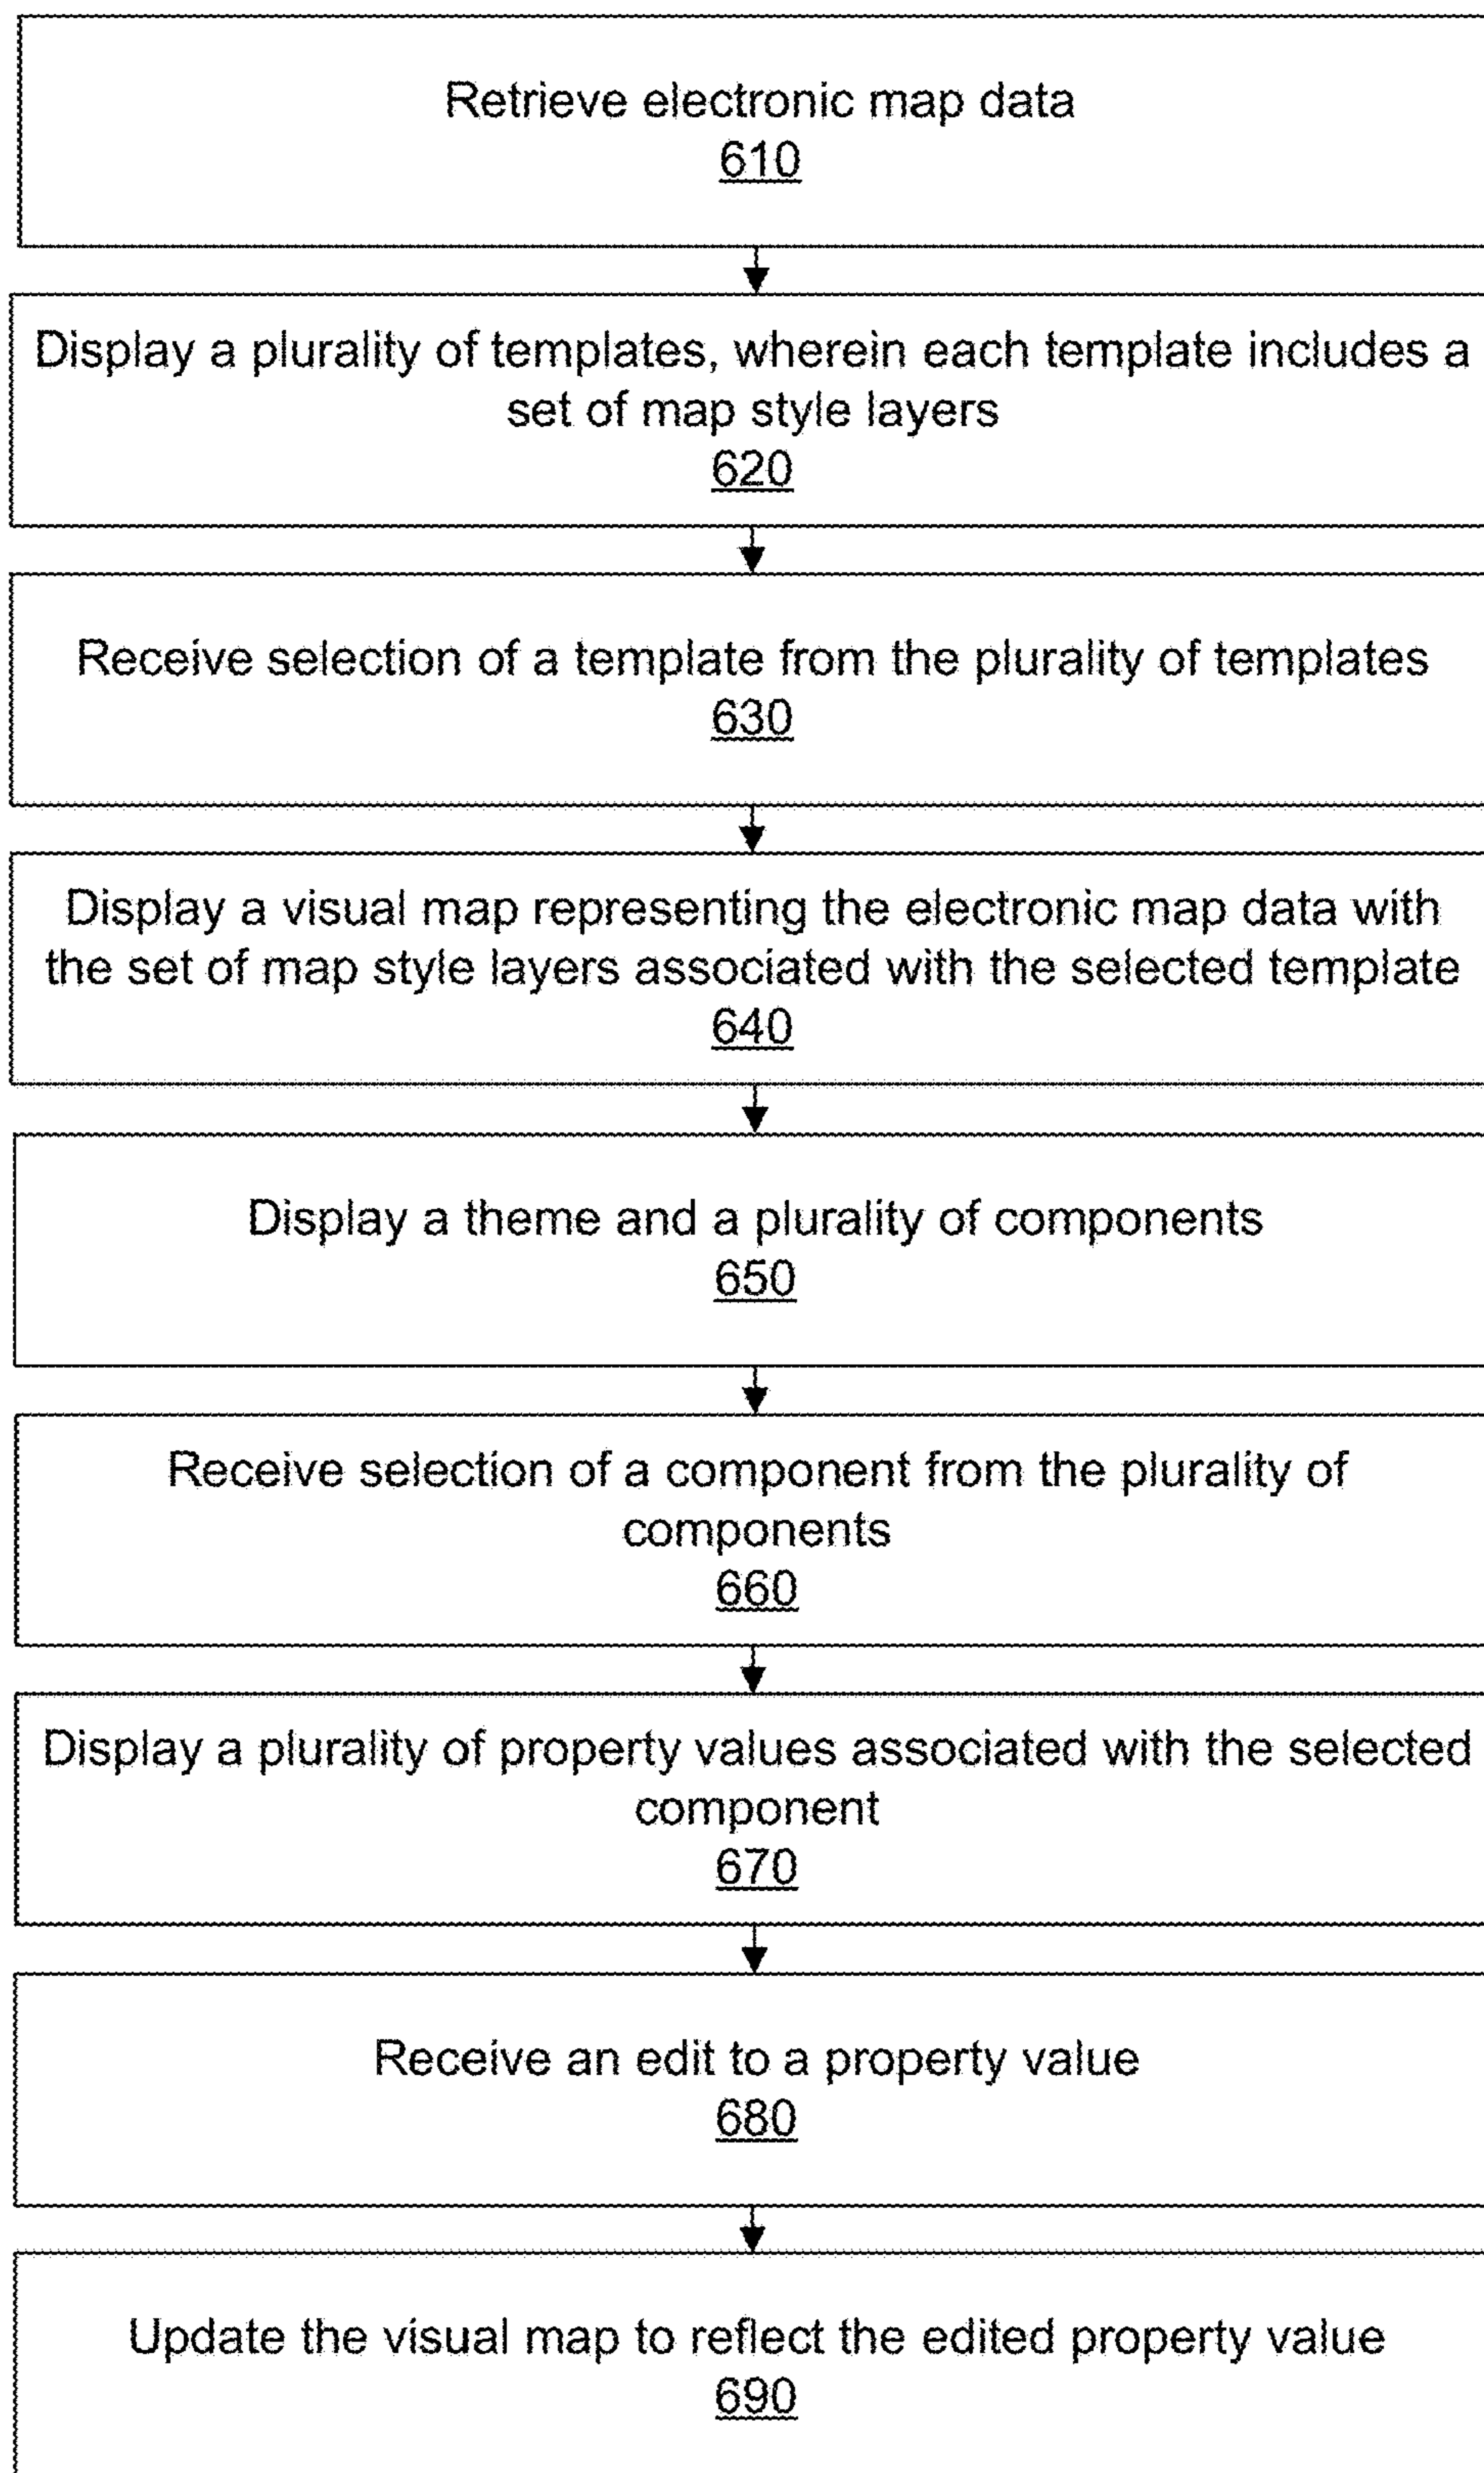 Retrieve electronic map data
610
Display a plurality of templates, wherein each template includes a
set of map style layers
620
Receive selection of a template from the plurality of templates
630
Display a visual map representing the electronic map data with
the set of map style layers associated with the selected template
640
Display a theme and a plurality of components
650
Receive selection of a component from the plurality of
components
660
Display a plurality of property values associated with the selected
component
670
Receive an edit to a property value
680
Update the visual map to reflect the edited property value
690